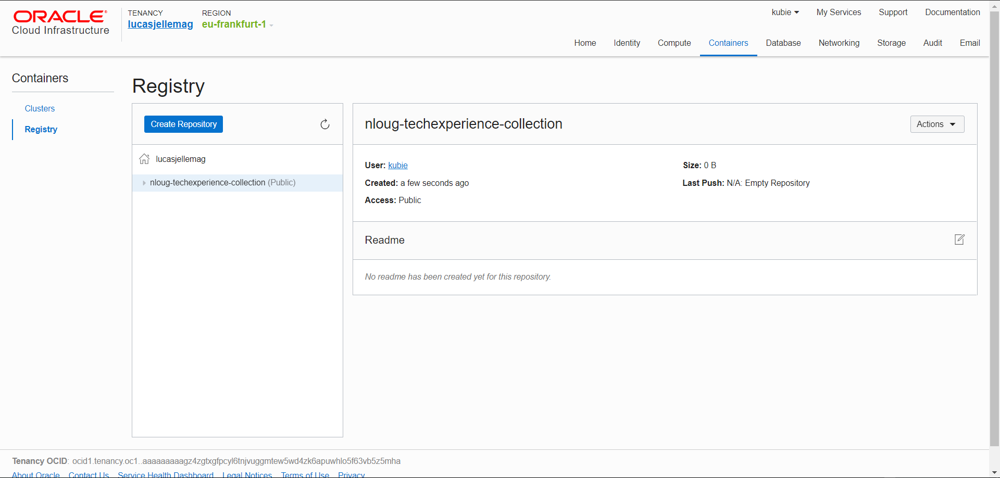 ORACLE®
Cloud Infrastructure
TENANCY
lucasjellemag
REGION
eu-frankfurt-1
kubie
My Services
Support
Documentation
Home
Identity
Compute
Containers
Database
Networking
Storage
Audit
Email
Containers
Clusters
Registry
Registry
Create Repository
lucasjellemag
nloug-techexperience-collection (Public)
nloug-techexperience-collection
Actions
User: kubie
Created: a few seconds ago
Access: Public
Size: 0 B
Last Push: N/A: Empty Repository
Readme
No readme has been created yet for this repository.
Tenancy OCID: ocid1.tenancy.oc1..aaaaaaaaagz4zgtxgfpcyl6tnjvuggmtew5wd4zk6apuwhlo5f63vb5z5mha
About Oracle
Contact Us
Service Health Dashboard
Legal Notices
Terms of Use
Privacy